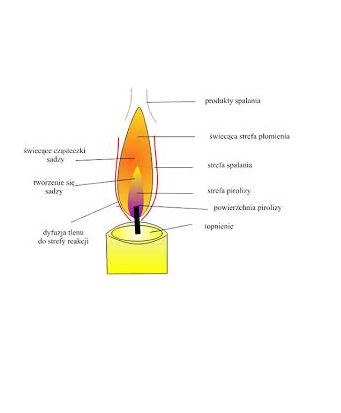 produkty spalania
świecąca strefa płomienia
świecące cząsteczki
sadzy
strefa spalania
tworzenie się
sadzy
strefa pirolizy
powierzchnia pirolizy
topnienie
dyfuzja tlenu
do strefy reakcji